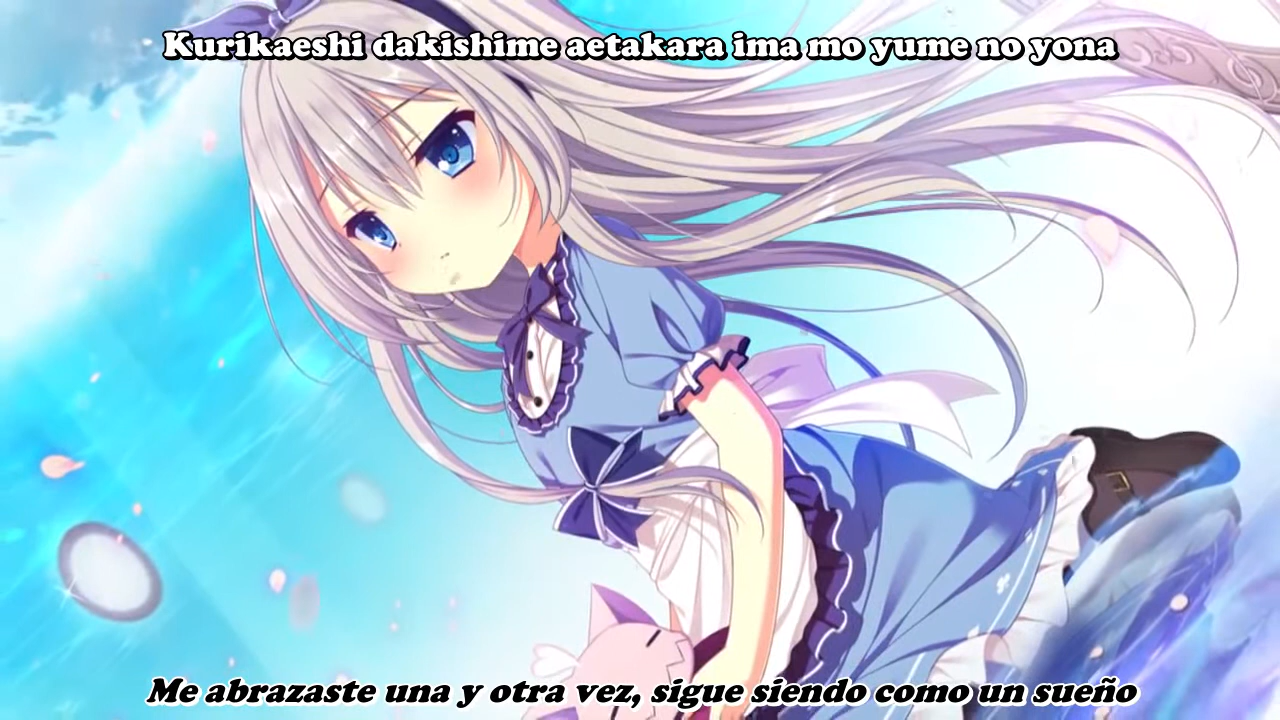 Kurikaeshi dakishime aetakara ima mo yume no yona
Me abrazaste una y otra vez, sigue siendo como un sueño